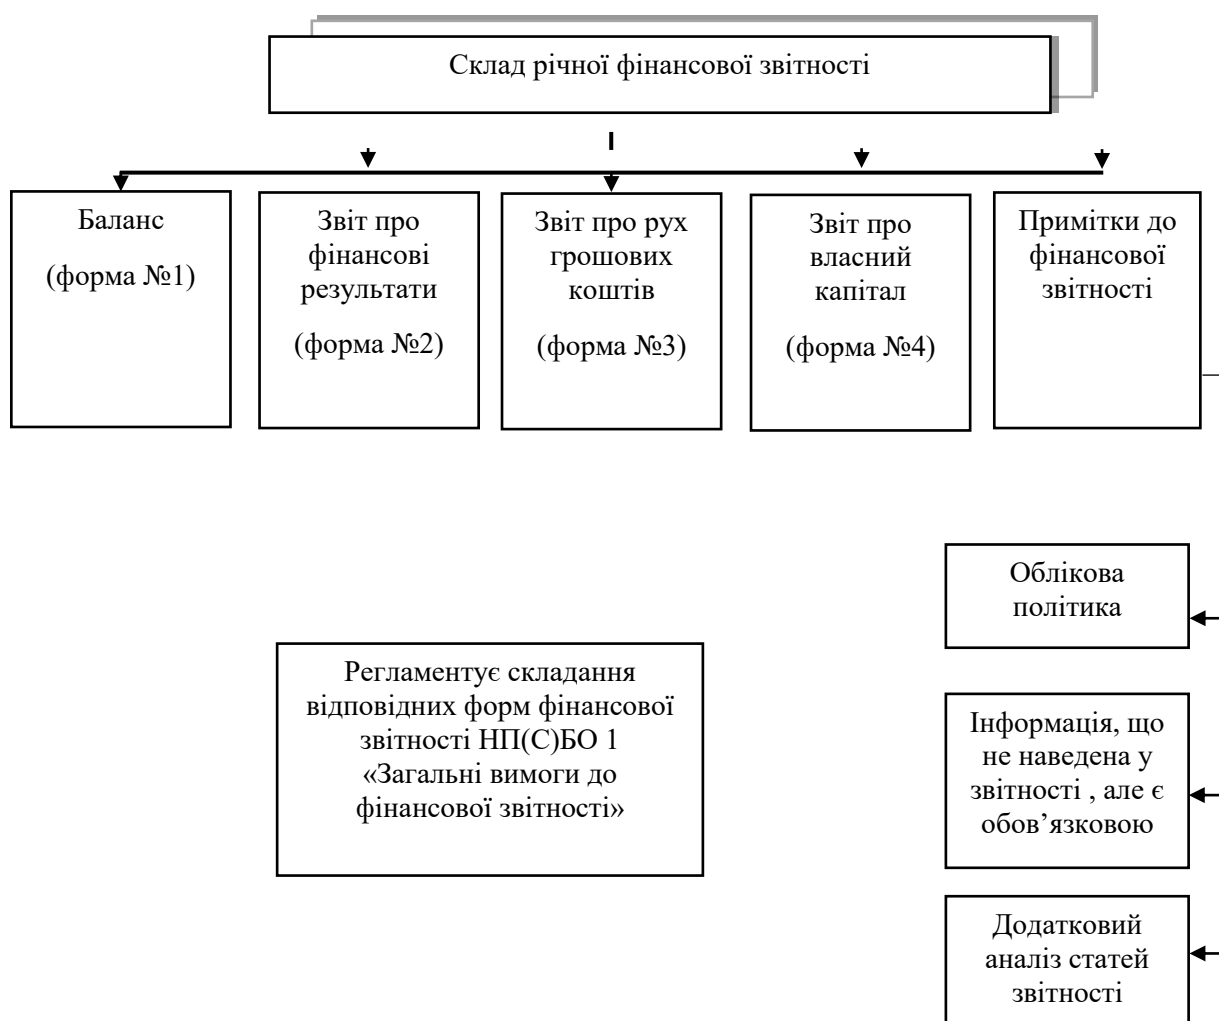 Склад річної фінансової звітності
Баланс
(форма №1)
Звіт про
фінансові
результати
(форма №2)
Звіт про рух
грошових
коштів
(форма №3)
Звіт про
власний
капітал
(форма №4)
Примітки до
фінансової
звітності
Облікова
політика
Регламентує складання
відповідних форм фінансової
звітності НП(С)БО 1
«Загальні вимоги до
фінансової звітності»
Інформація, що
не наведена у
звітності , але є
обов’язковою
Додатковий
аналіз статей
звітності